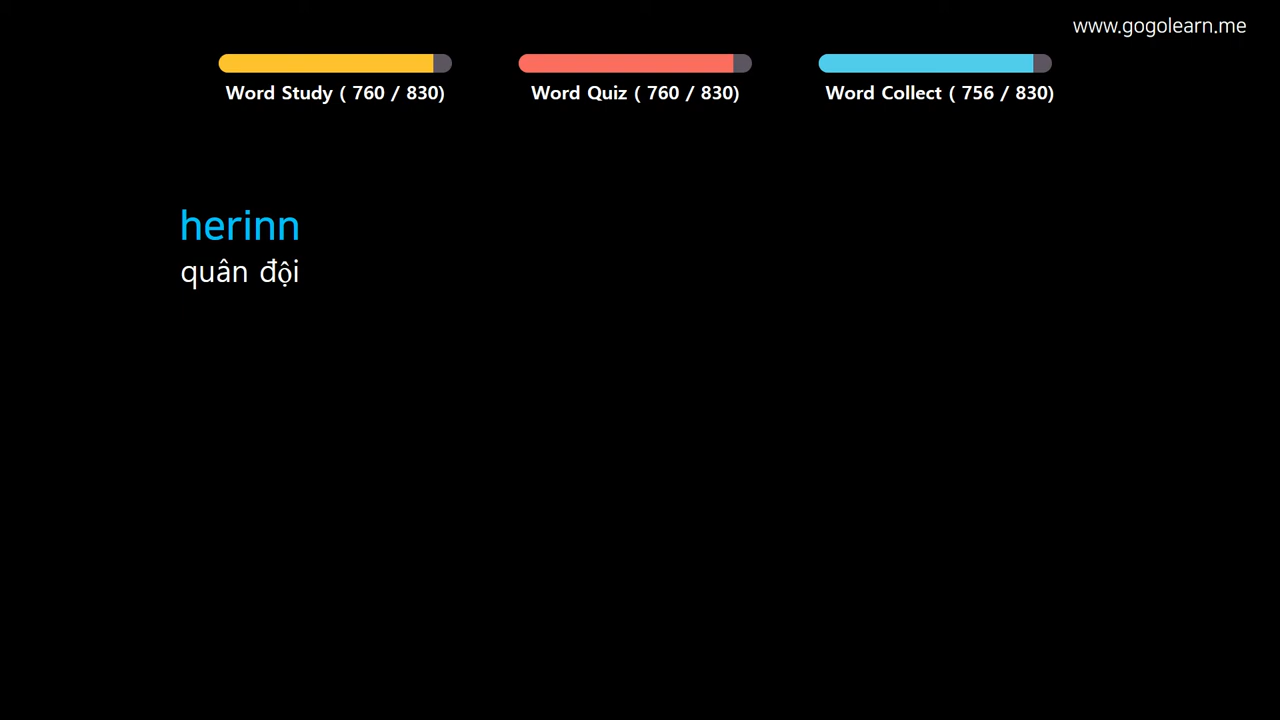 www.gogolearn.me
Word Study ( 760 / 830)
Word Quiz ( 760 / 830)
Word Collect ( 756 / 830)
herinn
quân đội